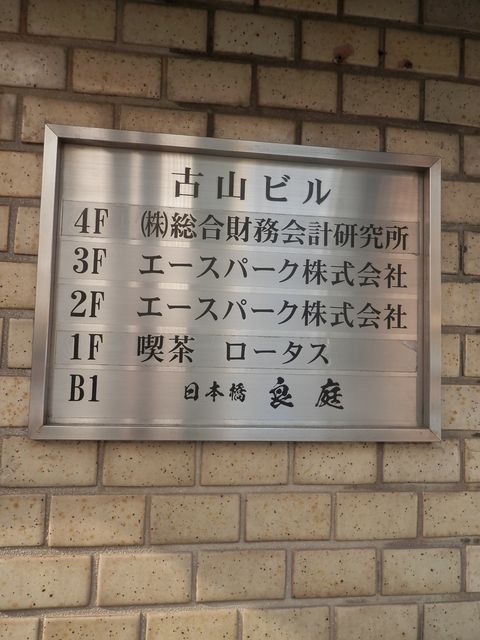 古山ビル
4F ㈱総合財務会計研究所
3F エースパーク株式会社
2F エースパーク株式会社
1F 喫茶 ロータス
B1 日本橋 良庭